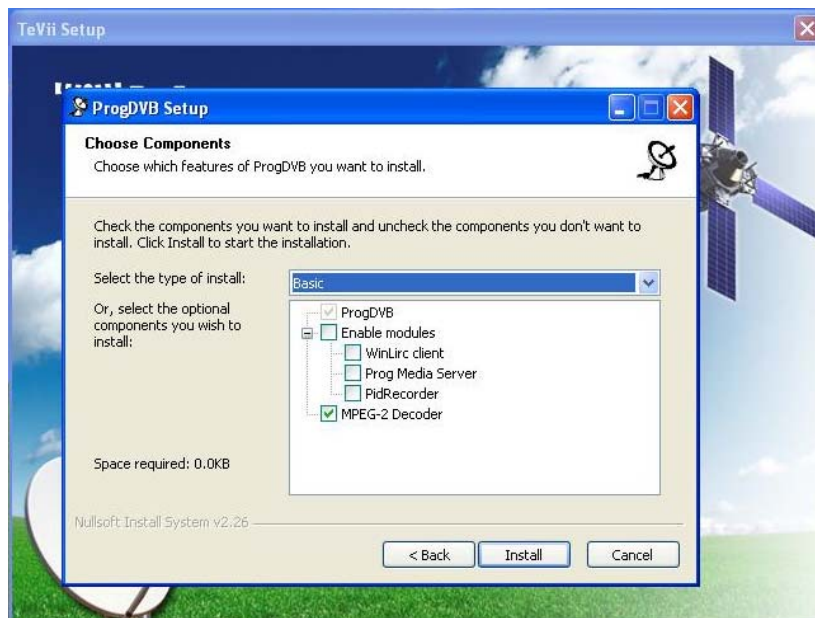 TeVii Setup
ProgDVB Setup
Choose Components
Choose which features of ProgDVB you want to install.
Check the components you want to install and uncheck the components you don't want to
install. Click Install to start the installation.
Select the type of install:
Basic
Or, select the optional
components you wish to
install:
ProgDVB
Enable modules
WinLirc client
Prog Media Server
PidRecorder
MPEG-2 Decoder
Space required: 0.0KB
Nullsoft Install System v2.26
< Back
Install
Cancel